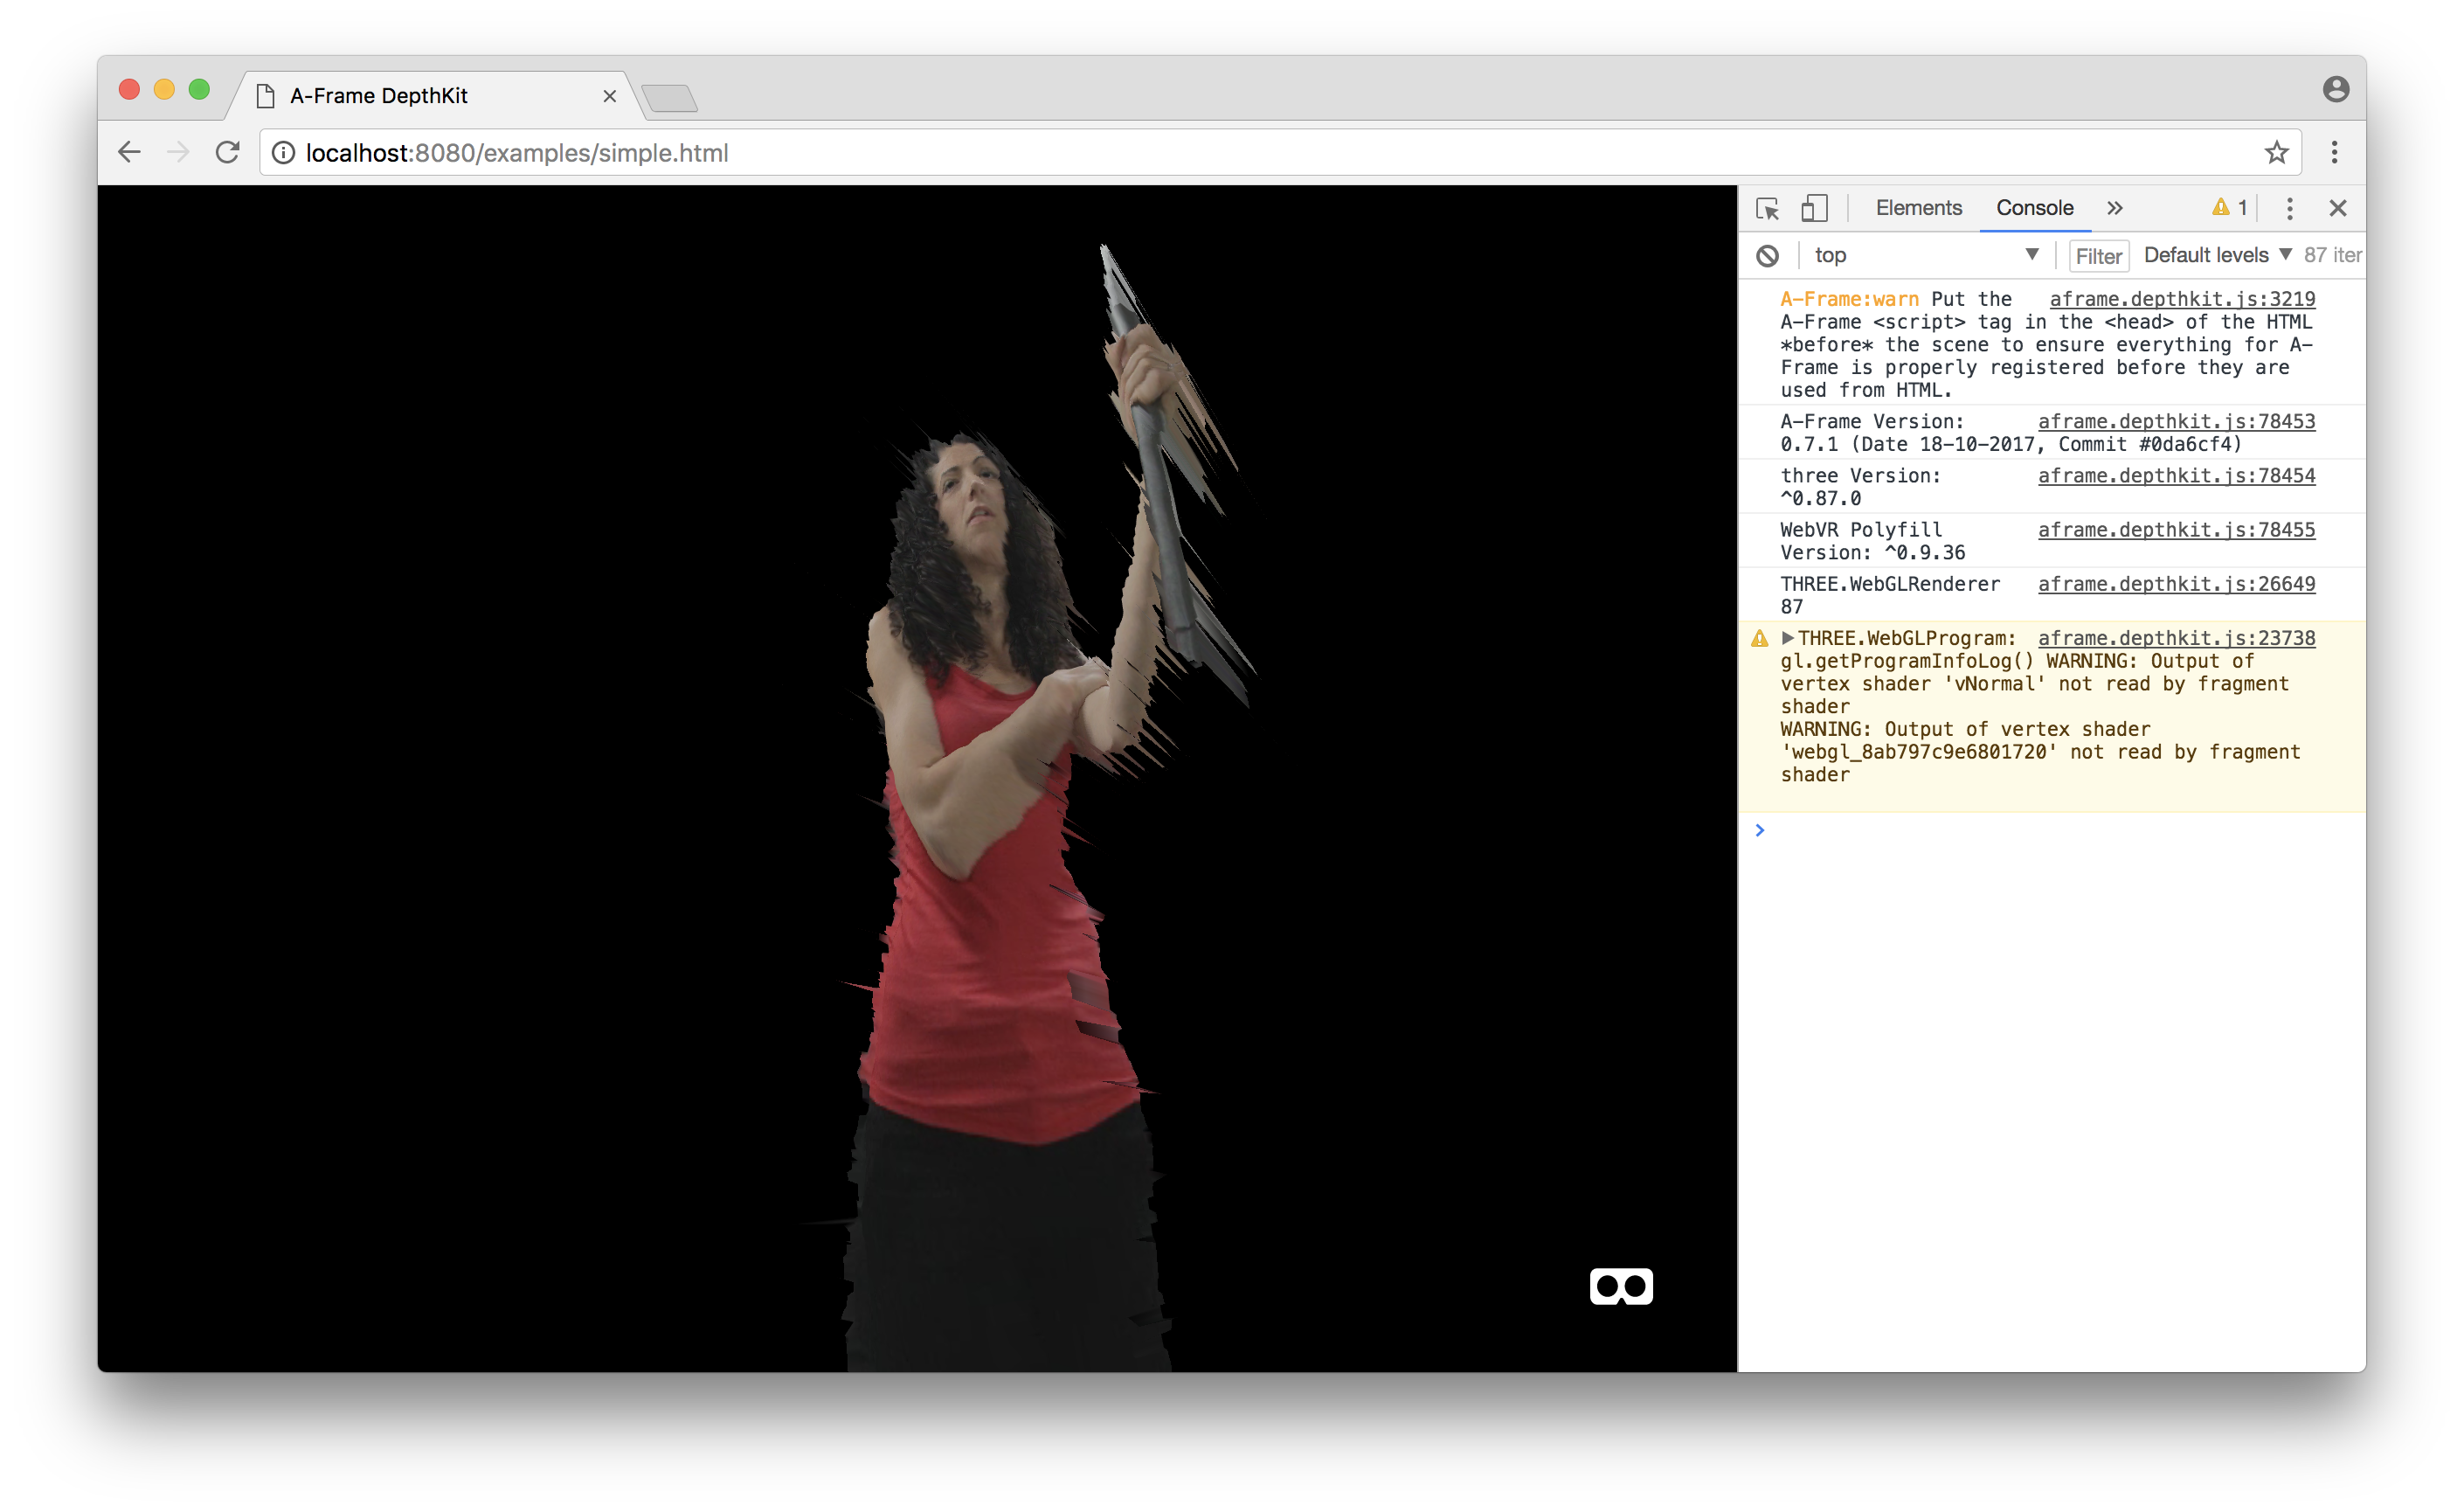 A-Frame DepthKit
localhost:8080/examples/simple.html
Elements Console 1
top Filter Default levels 87 iter
A-Frame:warn Put the aframe.depthkit.js:3219
A-Frame <script> tag in the <head> of the HTML
*before* the scene to ensure everything for A-
Frame is properly registered before they are
used from HTML.
A-Frame Version: aframe.depthkit.js:78453
0.7.1 (Date 18-10-2017, Commit #0da6cf4)
three Version: aframe.depthkit.js:78454
^0.87.0
WebVR Polyfill aframe.depthkit.js:78455
Version: ^0.9.36
THREE.WebGLRenderer aframe.depthkit.js:26649
87
THREE.WebGLProgram: aframe.depthkit.js:23738
gl.getProgramInfoLog() WARNING: Output of
vertex shader 'vNormal' not read by fragment
shader
WARNING: Output of vertex shader
'webgl_8ab797c9e6801720' not read by fragment
shader